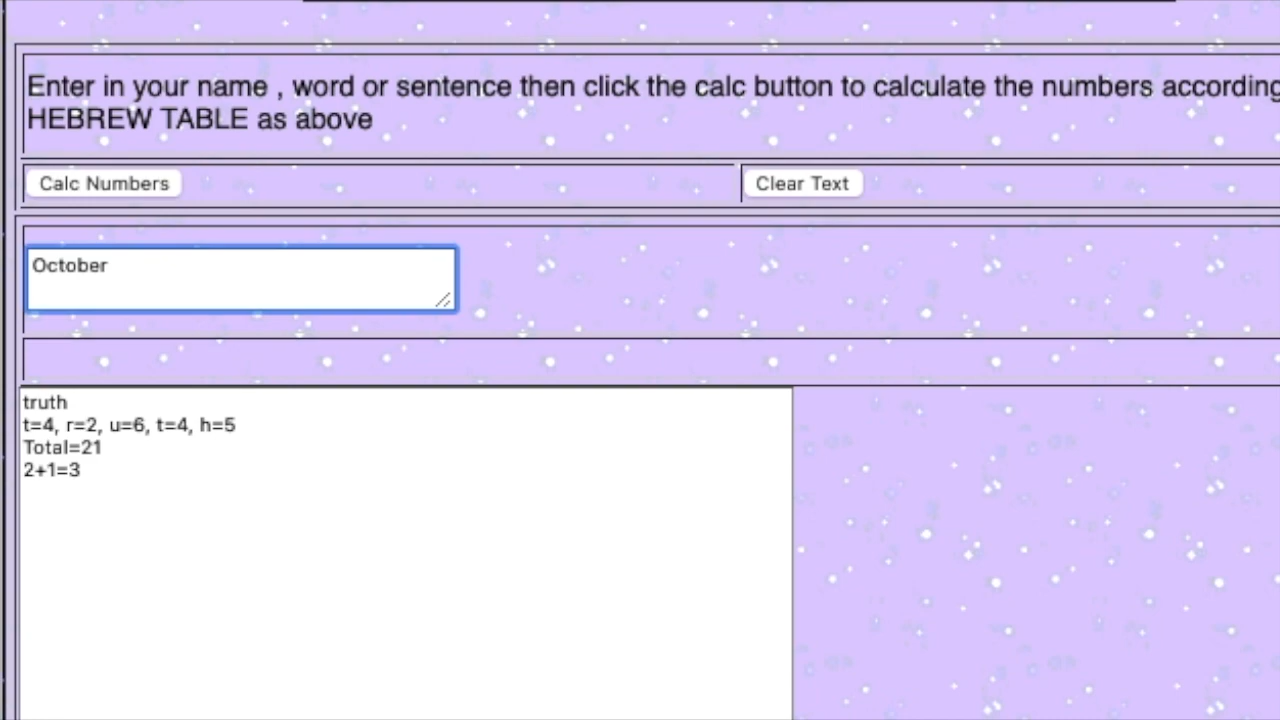 Enter in your name , word or sentence then click the calc button to calculate the numbers according
HEBREW TABLE as above
Calc Numbers
Clear Text
October
truth
t=4, r=2, u=6, t=4, h=5
Total=21
2+1=3